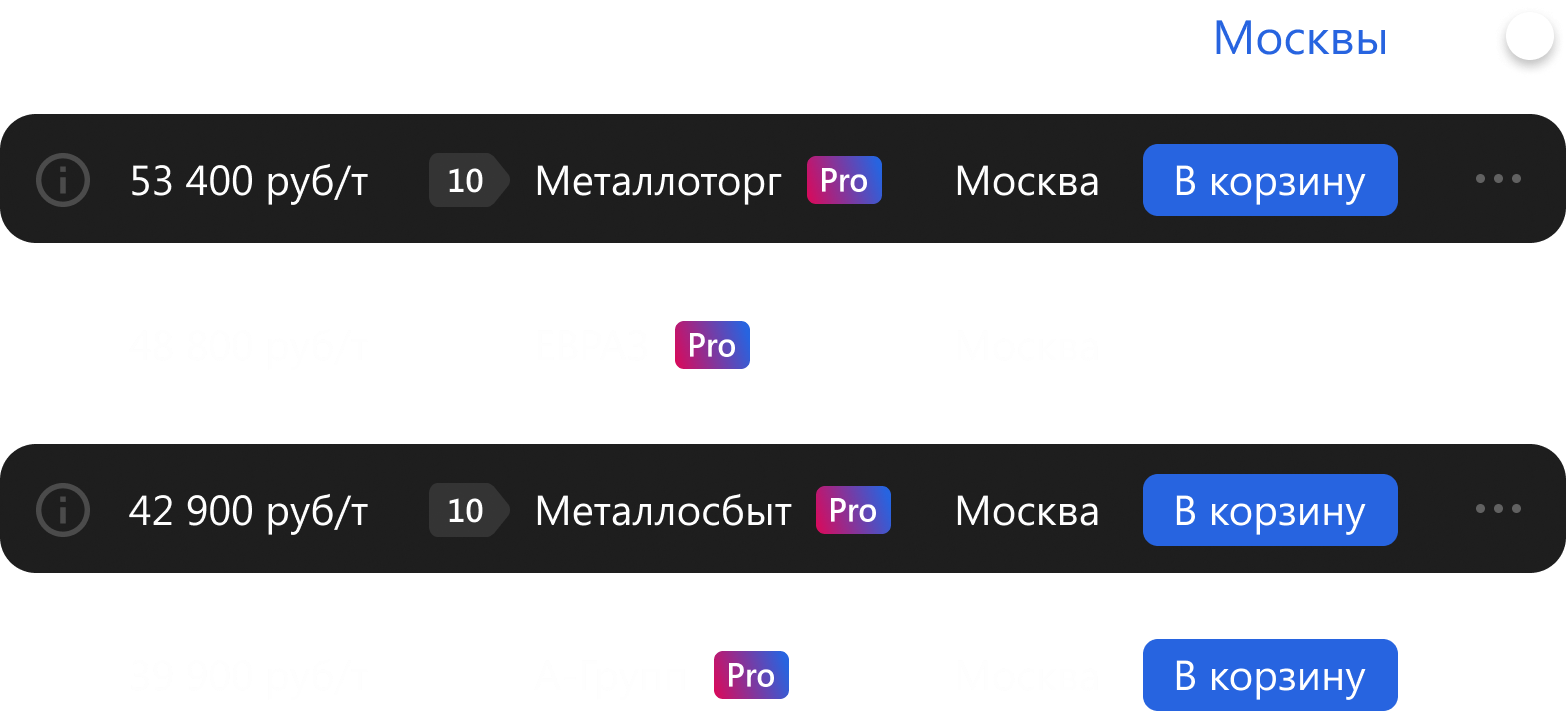 Москвы
53 400 руб/т 10 Металлоторг Pro Москва В корзину
Pro
42 900 руб/т 10 Металлосбыт Pro Москва В корзину
Pro В корзину